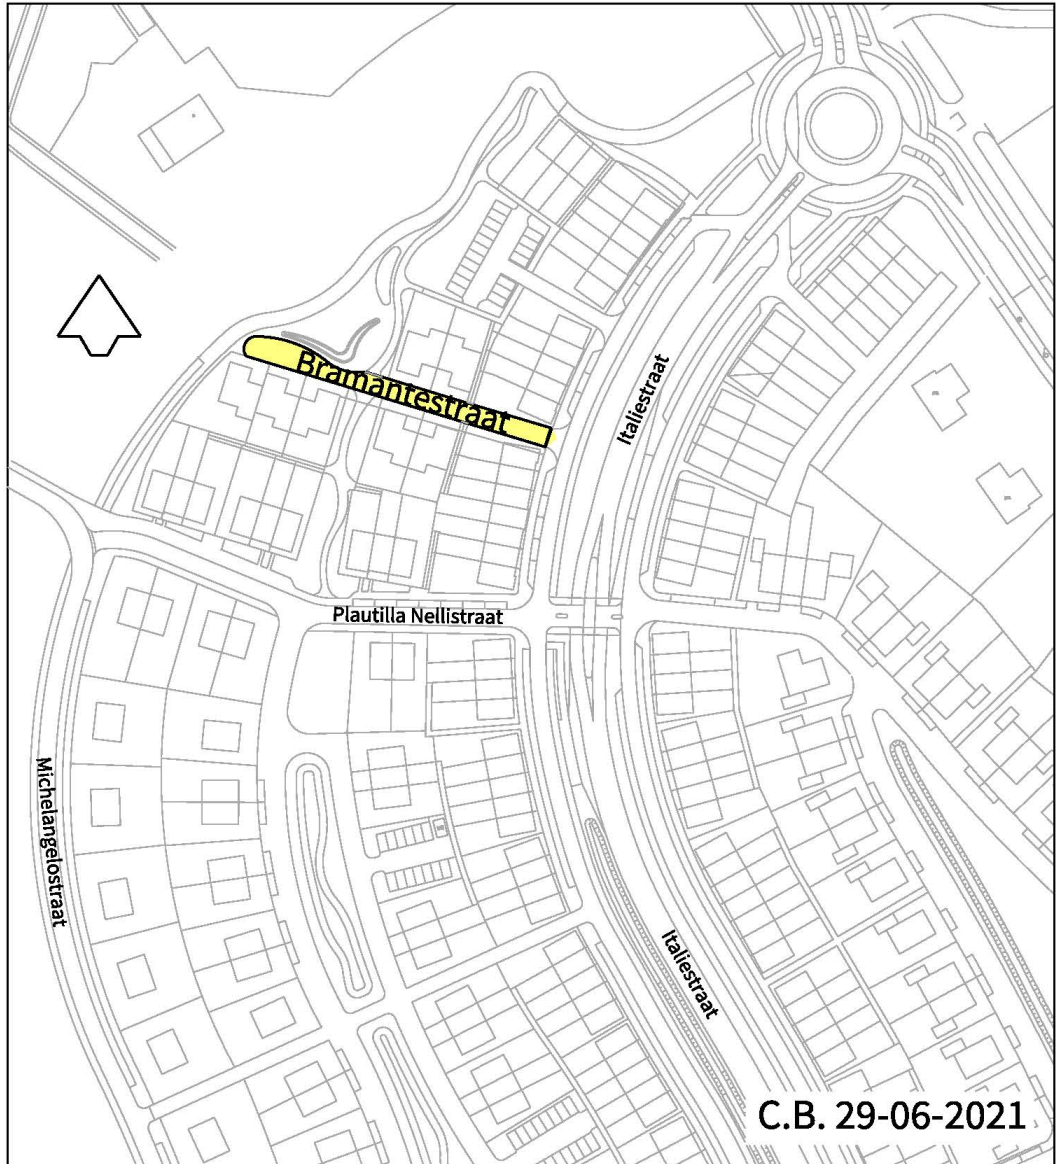 Bramantestraat
Italiestraat
Plautilla Nellistraat
Michelangelostraat
Italiestraat
C.B. 29-06-2021